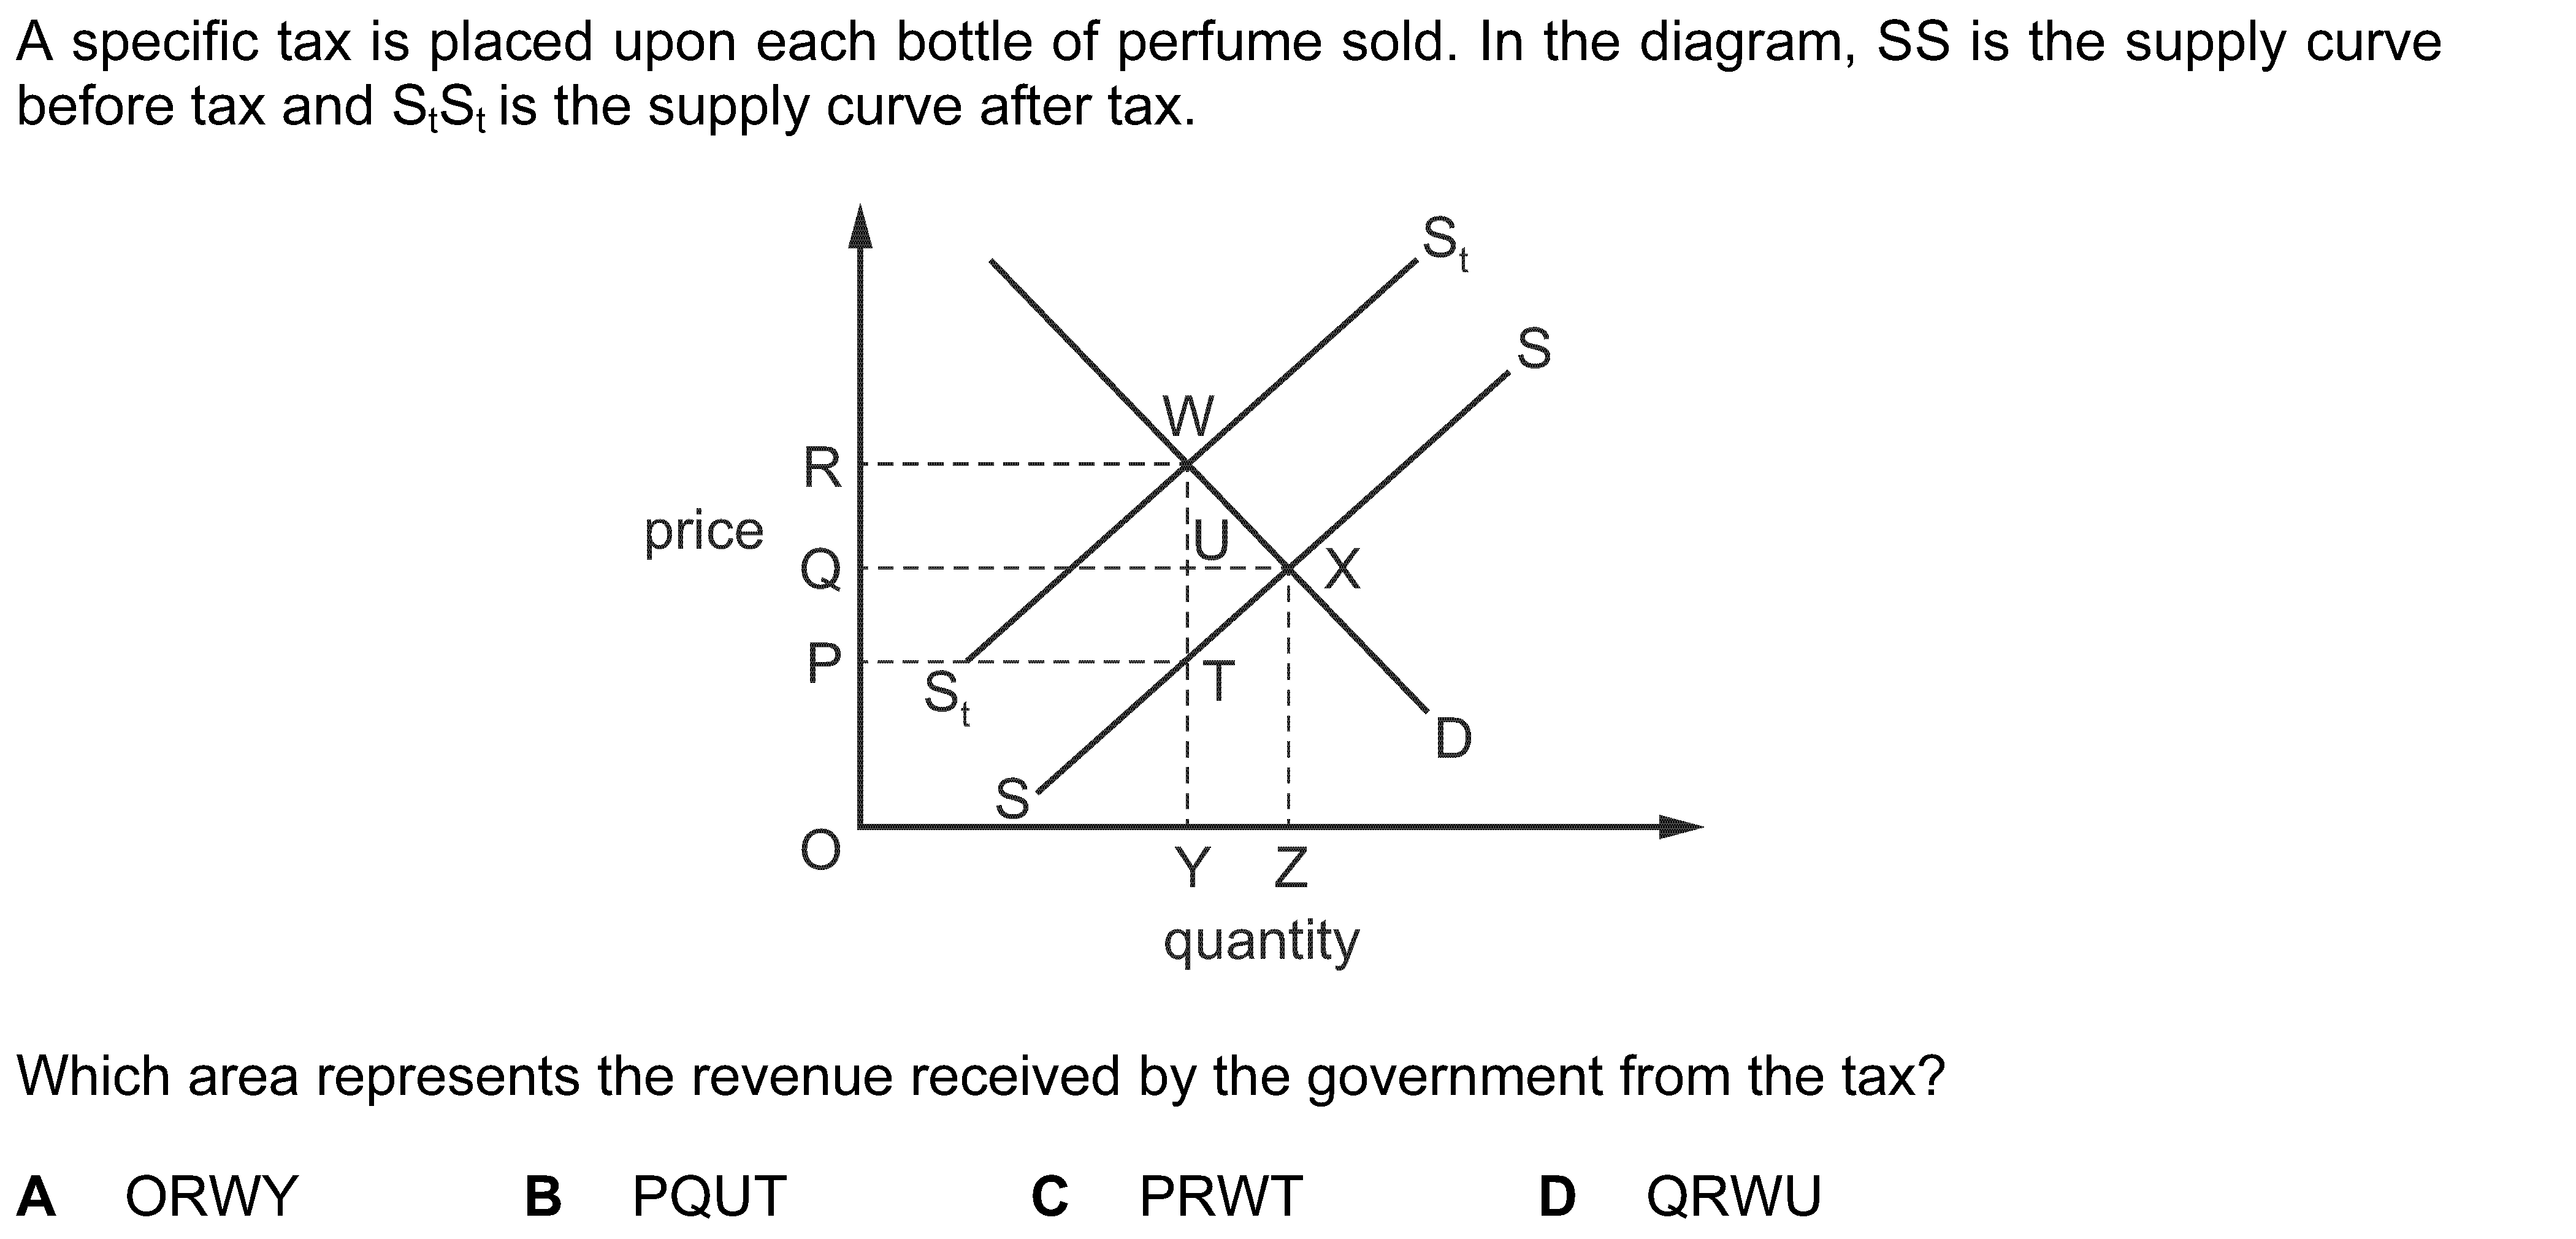 A specific tax is placed upon each bottle of perfume sold. In the diagram, SS is the supply curve
before tax and StSt is the supply curve after tax.
St
S
W
R
price
U
Q
X
P
T
St
D
S
O
Y Z
quantity
Which area represents the revenue received by the government from the tax?
A ORWY B PQUT C PRWT D QRWU